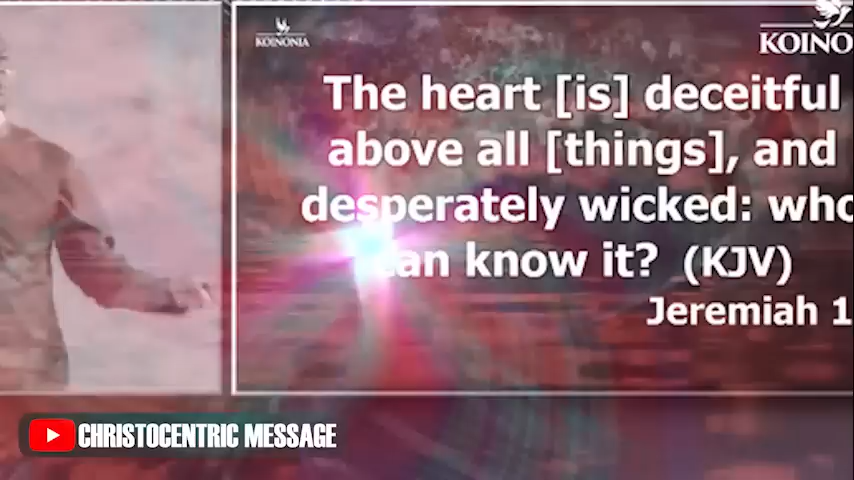 KOINONIA
KOINO
The heart [is] deceitful
above all [things], and
desperately wicked: who
can know it? (KJV)
Jeremiah 1
CHRISTOCENTRIC MESSAGE